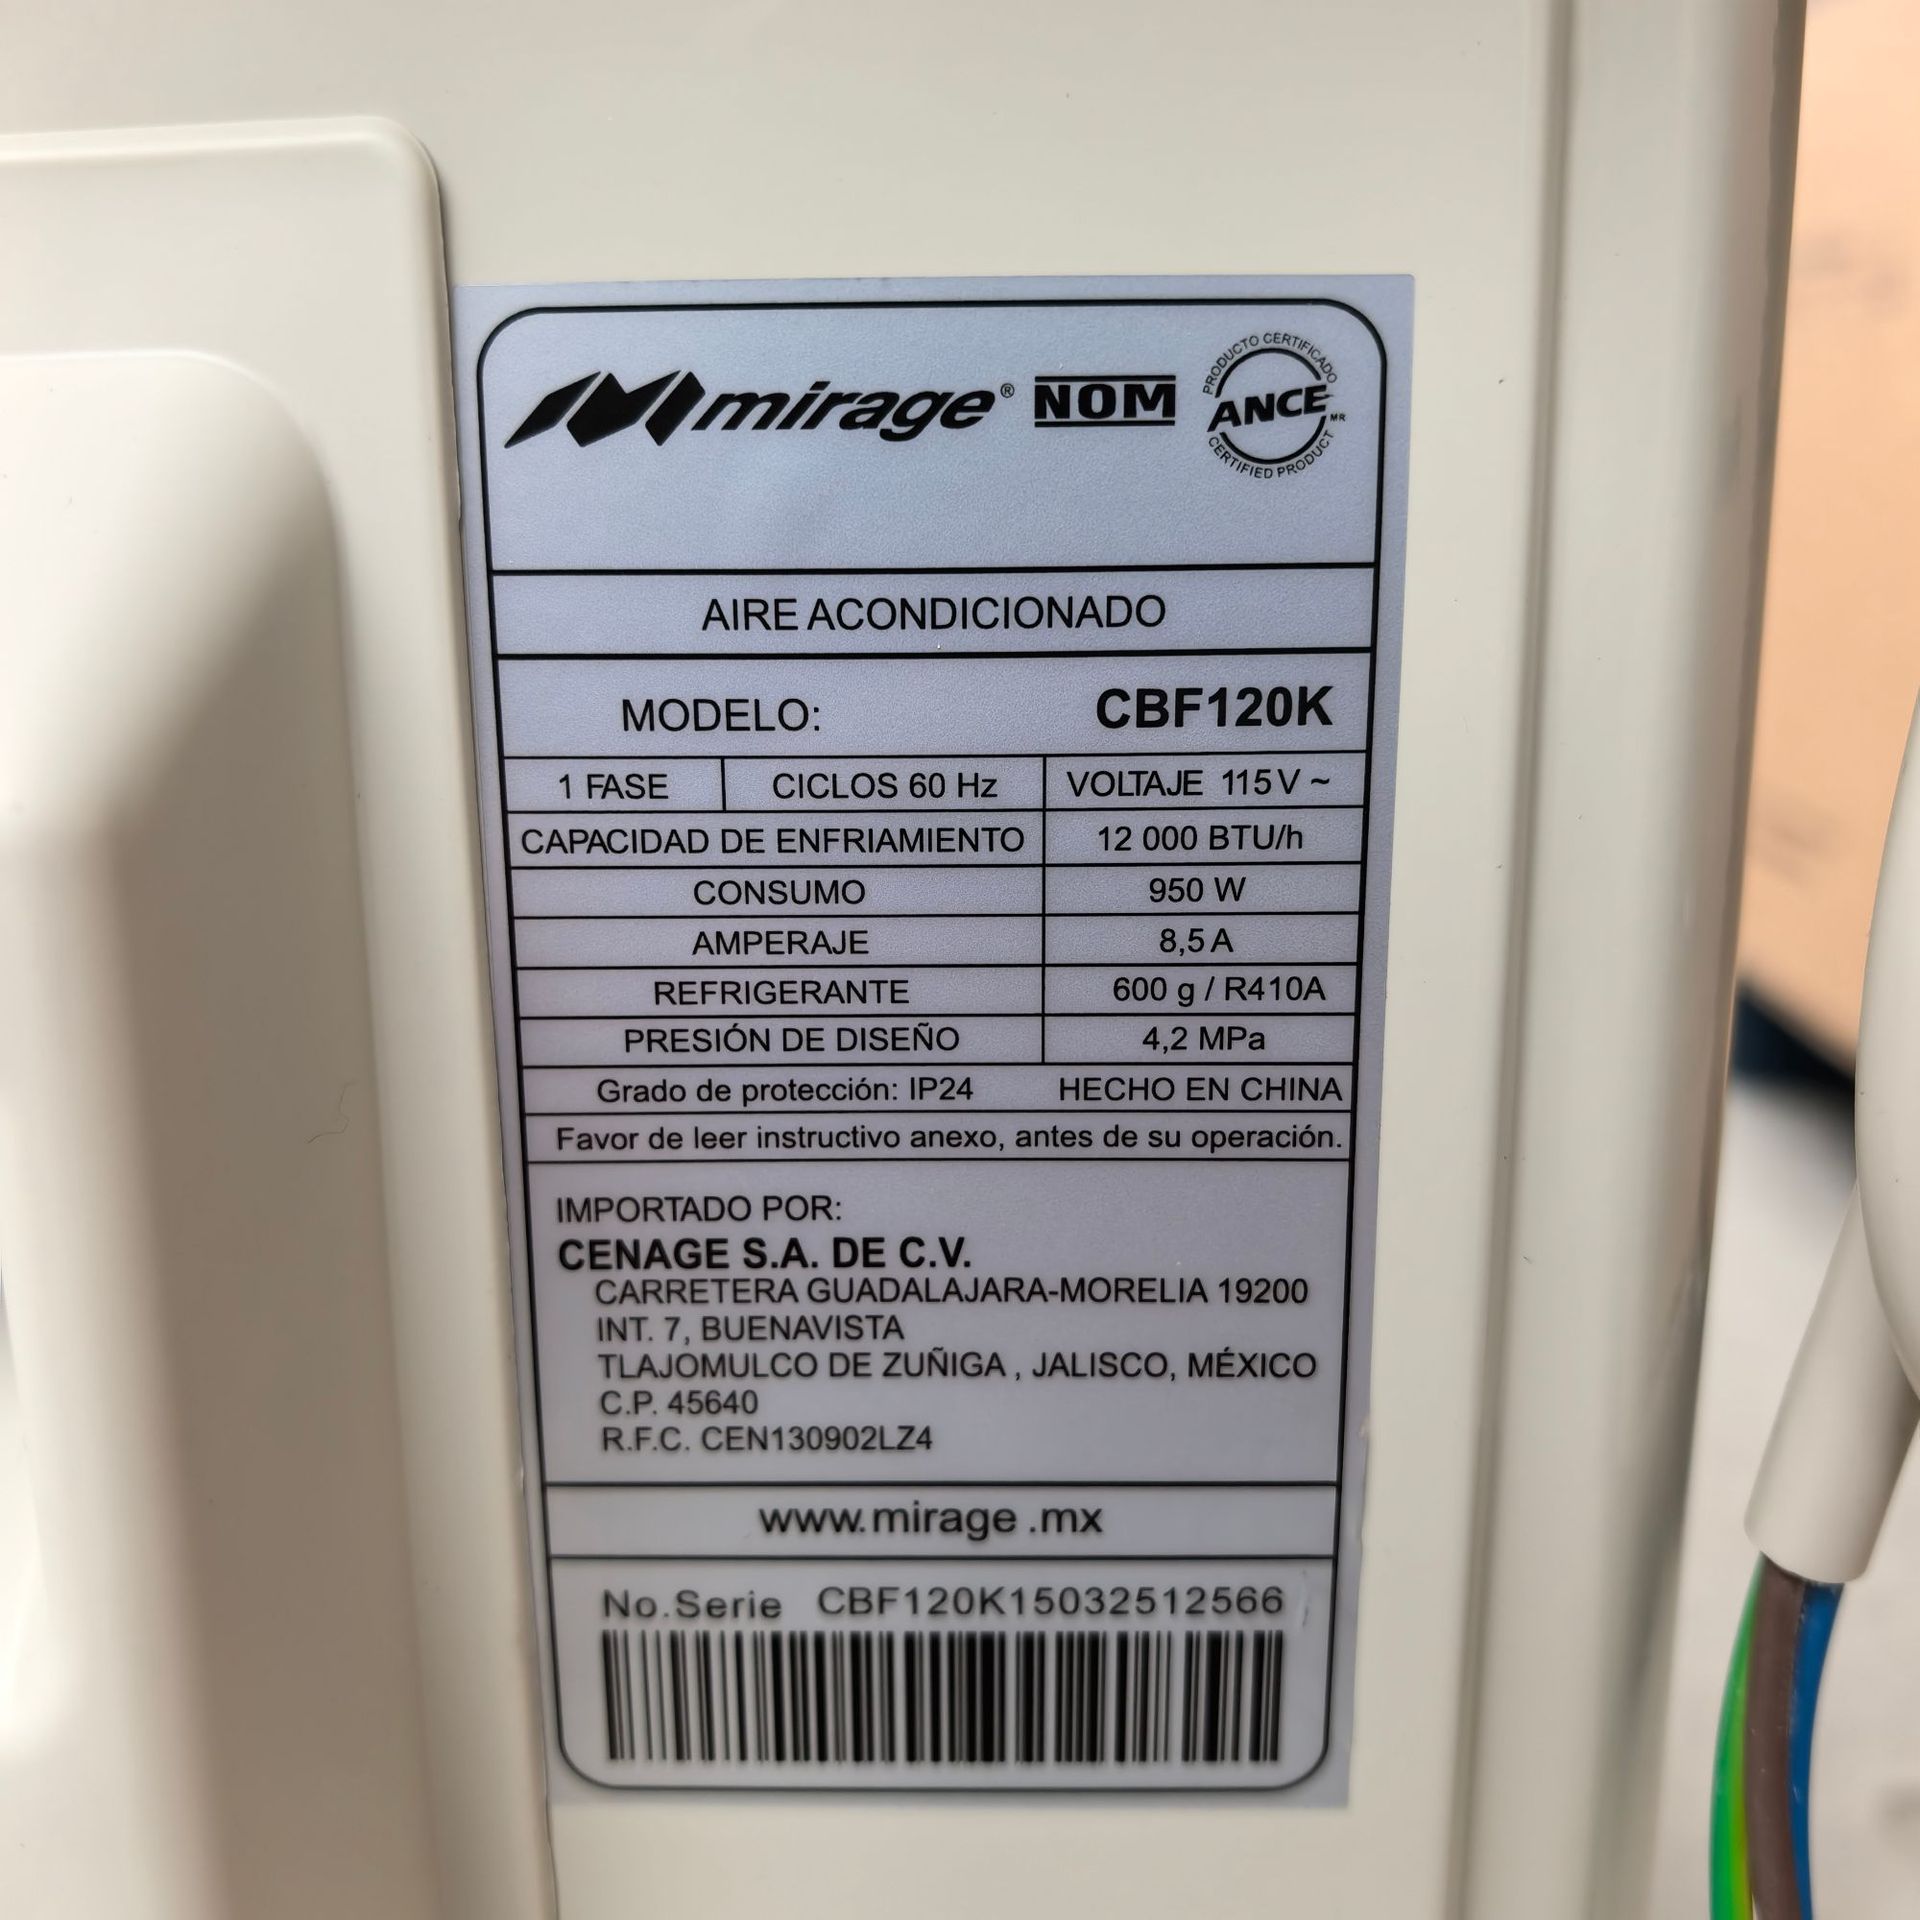 mirage® NOM PRODUCTO CERTIFICADO ANCE MR CERTIFIED PRODUCT
AIRE ACONDICIONADO
MODELO: CBF120K
1 FASE CICLOS 60 Hz VOLTAJE 115V ~
CAPACIDAD DE ENFRIAMIENTO 12 000 BTU/h
CONSUMO 950 W
AMPERAJE 8,5 A
REFRIGERANTE 600 g / R410A
PRESIÓN DE DISEÑO 4,2 MPa
Grado de protección: IP24 HECHO EN CHINA
Favor de leer instructivo anexo, antes de su operación.
IMPORTADO POR:
CENAGE S.A. DE C.V.
CARRETERA GUADALAJARA-MORELIA 19200
INT. 7, BUENAVISTA
TLAJOMULCO DE ZUÑIGA , JALISCO, MÉXICO
C.P. 45640
R.F.C. CEN130902LZ4
www.mirage .mx
No.Serie CBF120K15032512566